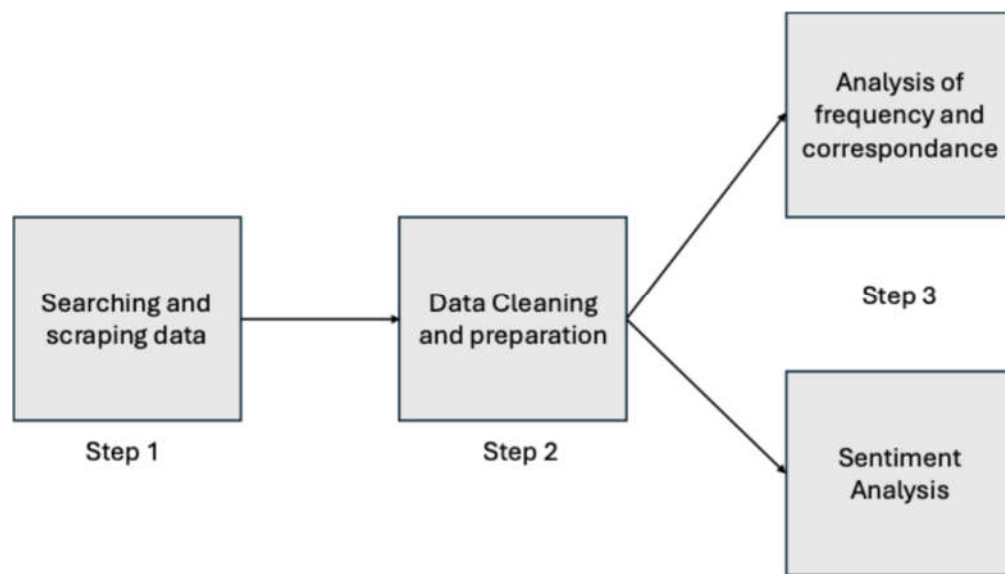 Searching and
scraping data
Step 1
Data Cleaning
and preparation
Step 2
Analysis of
frequency and
correspondance
Step 3
Sentiment
Analysis